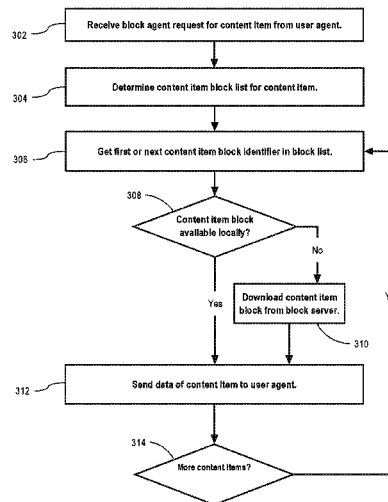 302
Receive block agent request for content item from user agent.
304
Determine content item block list for content item.
306
Get first or next content item block identifier in block list.
308
Content item block
available locally?
No
Yes
Download content item
block from block server.
310
312
Send data of content item to user agent.
314
More content items?